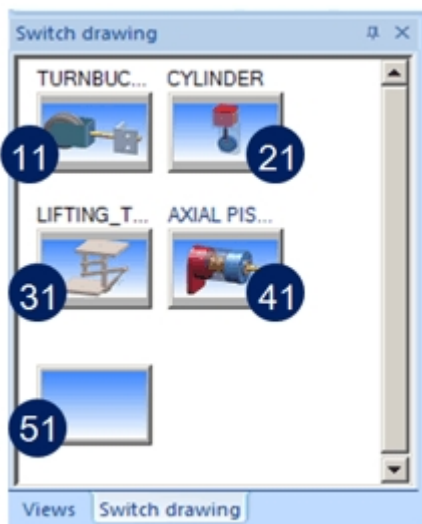 Switch drawing
TURNBUC... CYLINDER
11 21
LIFTING_T... AXIAL PIS...
31 41
51
Views Switch drawing